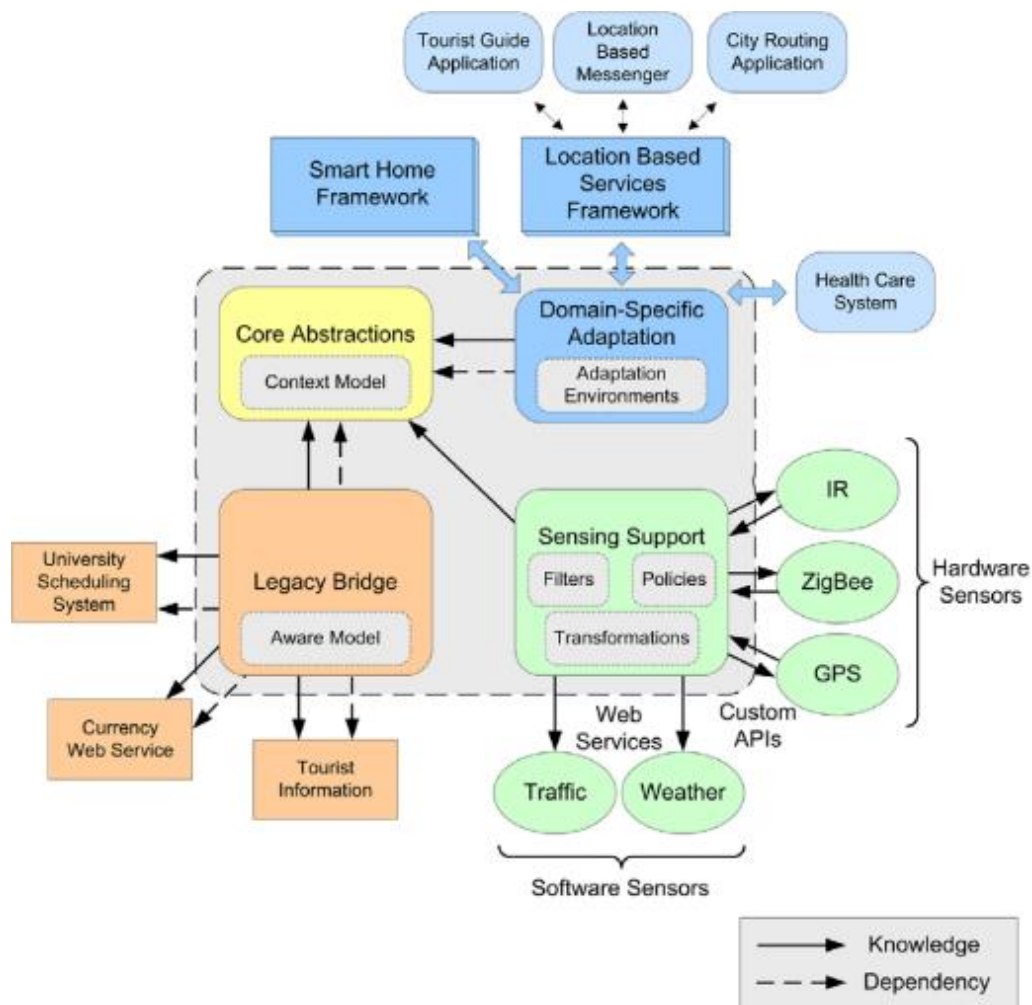 Tourist Guide
Application
Location
Based
Messenger
City Routing
Application
Smart Home
Framework
Location Based
Services
Framework
Health Care
System
Core Abstractions
Context Model
Domain-Specific
Adaptation
Adaptation
Environments
Legacy Bridge
Aware Model
Sensing Support
Filters
Policies
Transformations
IR
ZigBee
GPS
Hardware
Sensors
University
Scheduling
System
Currency
Web Service
Tourist
Information
Web
Services
Custom
APIs
Traffic
Weather
Software Sensors
Knowledge
Dependency